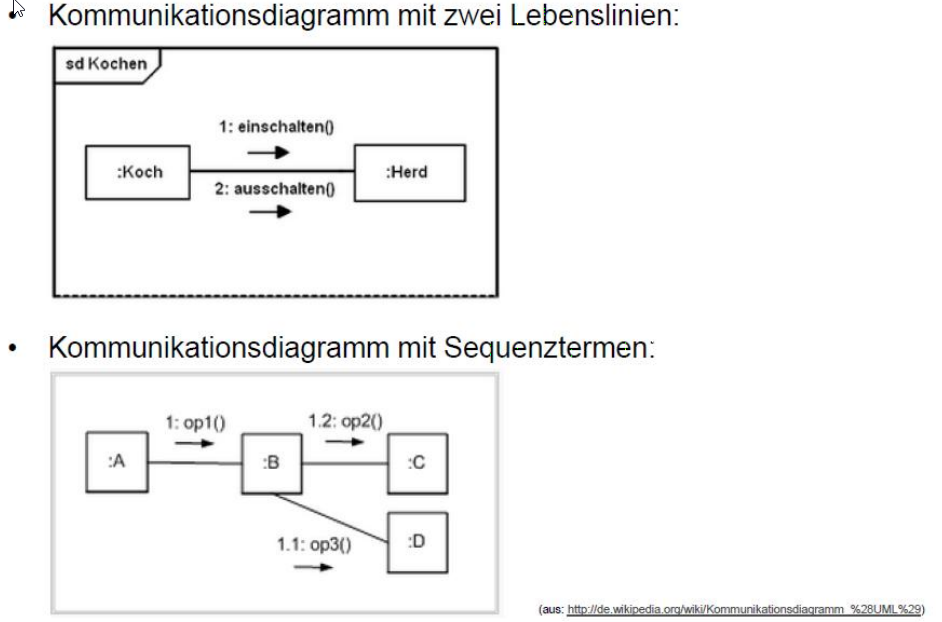 • Kommunikationsdiagramm mit zwei Lebenslinien:
sd Kochen
1: einschalten()
:Koch
:Herd
2: ausschalten()
• Kommunikationsdiagramm mit Sequenztermen:
1: op1()
1.2: op2()
:A
:B
:C
1.1: op3()
:D
(aus: http://de.wikipedia.org/wiki/Kommunikationsdiagramm_%28UML%29)